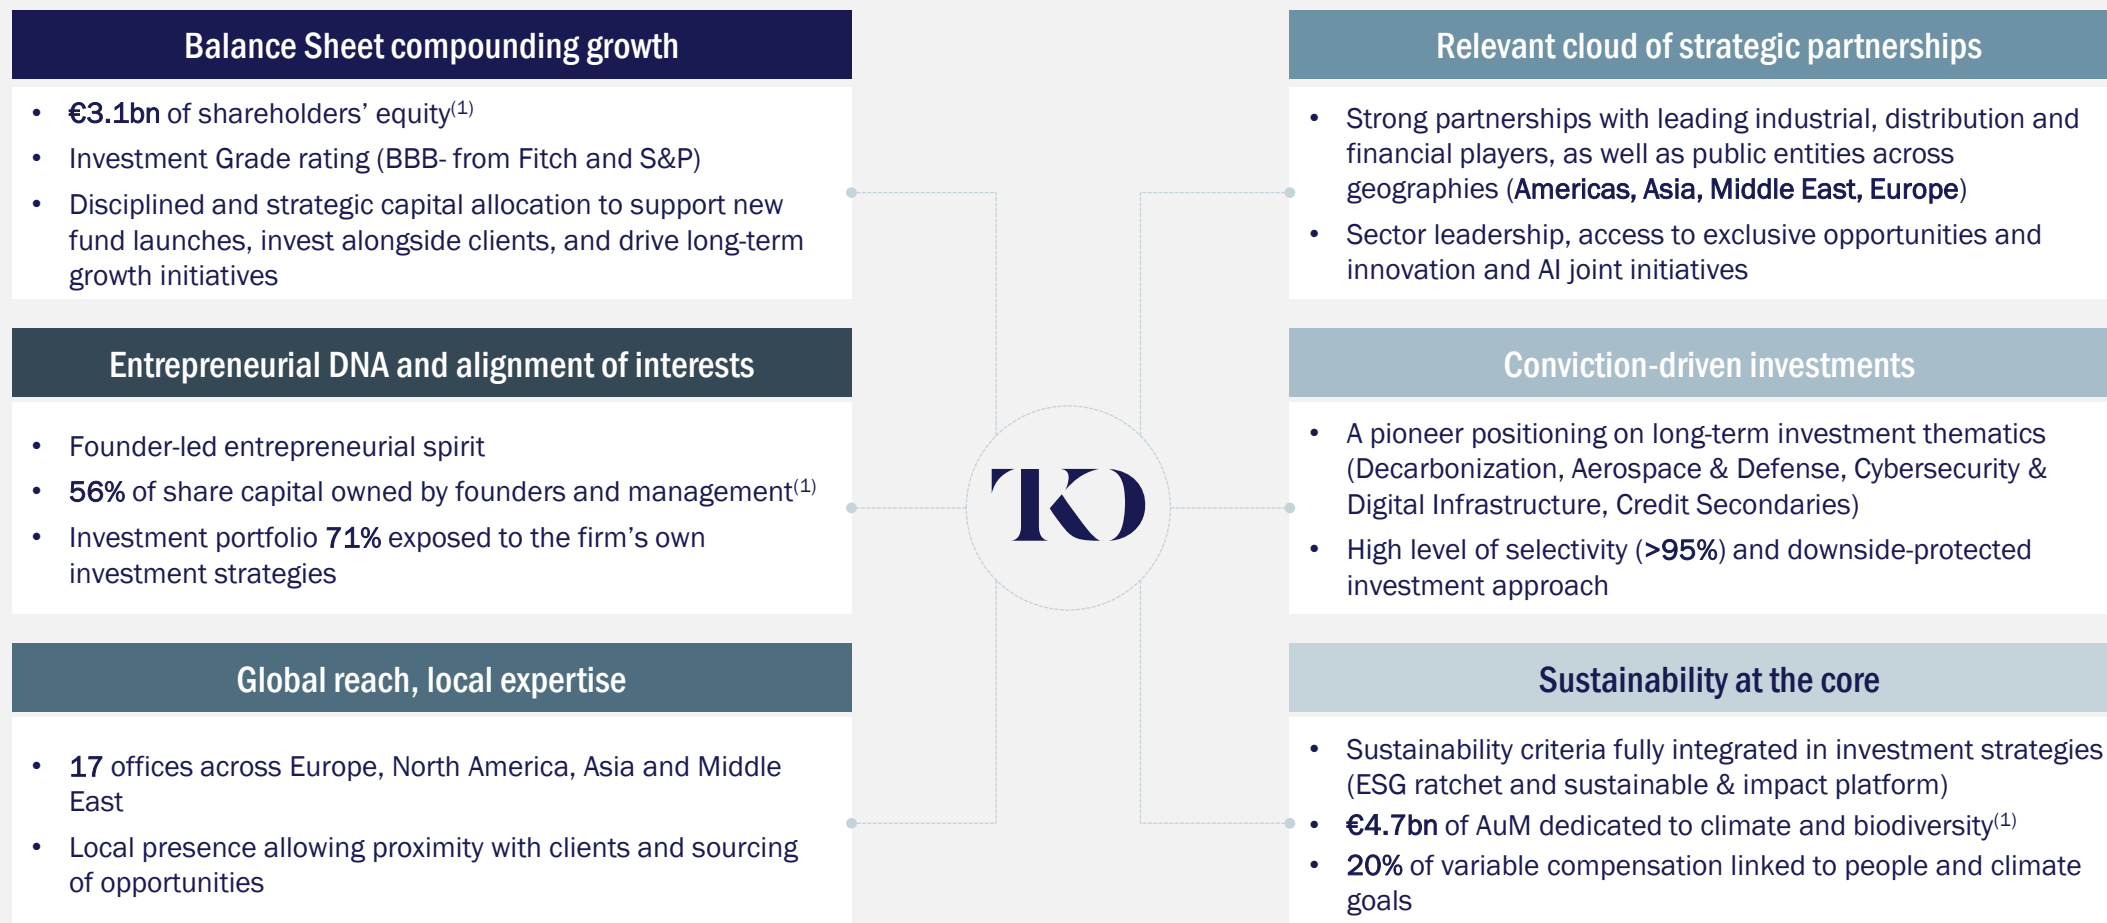 Balance Sheet compounding growth
• €3.1bn of shareholders’ equity(1)
• Investment Grade rating (BBB- from Fitch and S&P)
• Disciplined and strategic capital allocation to support new
fund launches, invest alongside clients, and drive long-term
growth initiatives
Entrepreneurial DNA and alignment of interests
• Founder-led entrepreneurial spirit
• 56% of share capital owned by founders and management(1)
• Investment portfolio 71% exposed to the firm’s own
investment strategies
Global reach, local expertise
• 17 offices across Europe, North America, Asia and Middle
East
• Local presence allowing proximity with clients and sourcing
of opportunities
TKO
Relevant cloud of strategic partnerships
• Strong partnerships with leading industrial, distribution and
financial players, as well as public entities across
geographies (Americas, Asia, Middle East, Europe)
• Sector leadership, access to exclusive opportunities and
innovation and AI joint initiatives
Conviction-driven investments
• A pioneer positioning on long-term investment thematics
(Decarbonization, Aerospace & Defense, Cybersecurity &
Digital Infrastructure, Credit Secondaries)
• High level of selectivity (>95%) and downside-protected
investment approach
Sustainability at the core
• Sustainability criteria fully integrated in investment strategies
(ESG ratchet and sustainable & impact platform)
• €4.7bn of AuM dedicated to climate and biodiversity(1)
• 20% of variable compensation linked to people and climate
goals